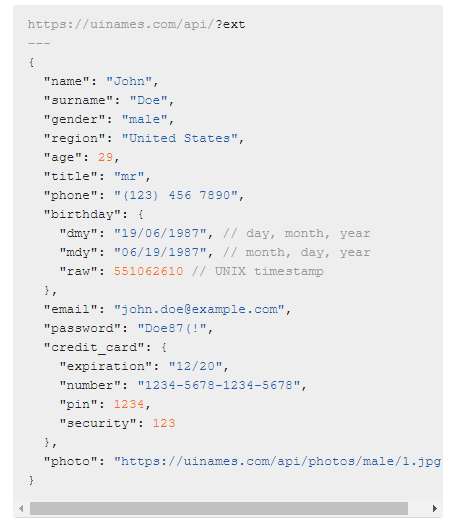 https://uinames.com/api/?ext
---
{
  "name": "John",
  "surname": "Doe",
  "gender": "male",
  "region": "United States",
  "age": 29,
  "title": "mr",
  "phone": "(123) 456 7890",
  "birthday": {
    "dmy": "19/06/1987", // day, month, year
    "mdy": "06/19/1987", // month, day, year
    "raw": 551062610 // UNIX timestamp
  },
  "email": "john.doe@example.com",
  "password": "Doe87(!",
  "credit_card": {
    "expiration": "12/20",
    "number": "1234-5678-1234-5678",
    "pin": 1234,
    "security": 123
  },
  "photo": "https://uinames.com/api/photos/male/1.jpg
}